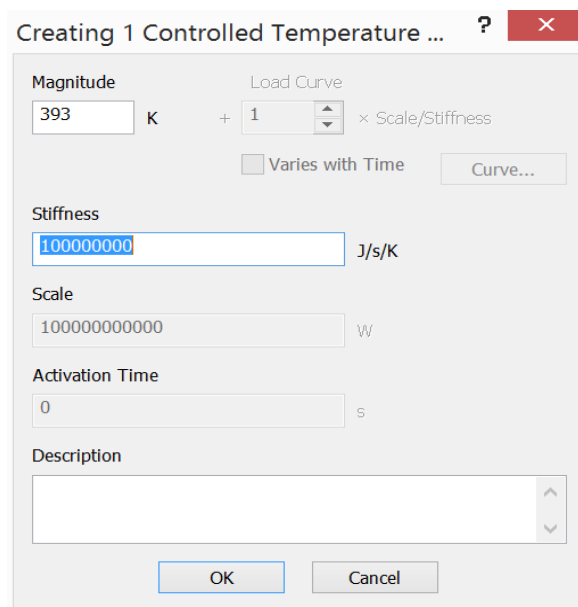 Creating 1 Controlled Temperature ... ? ×
Magnitude Load Curve
393 K + 1 × Scale/Stiffness
Varies with Time Curve...
Stiffness
100000000 J/s/K
Scale
100000000000 W
Activation Time
0 s
Description
OK Cancel